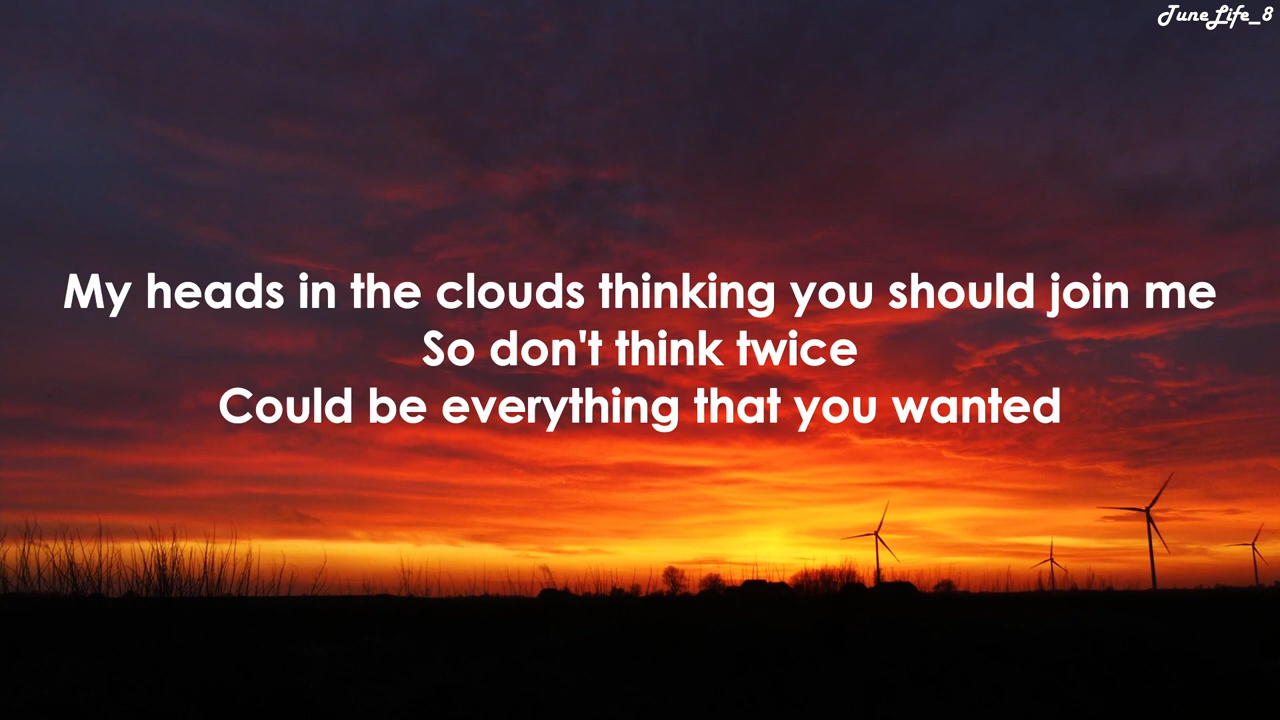 TuneLife_8
My heads in the clouds thinking you should join me
So don't think twice
Could be everything that you wanted